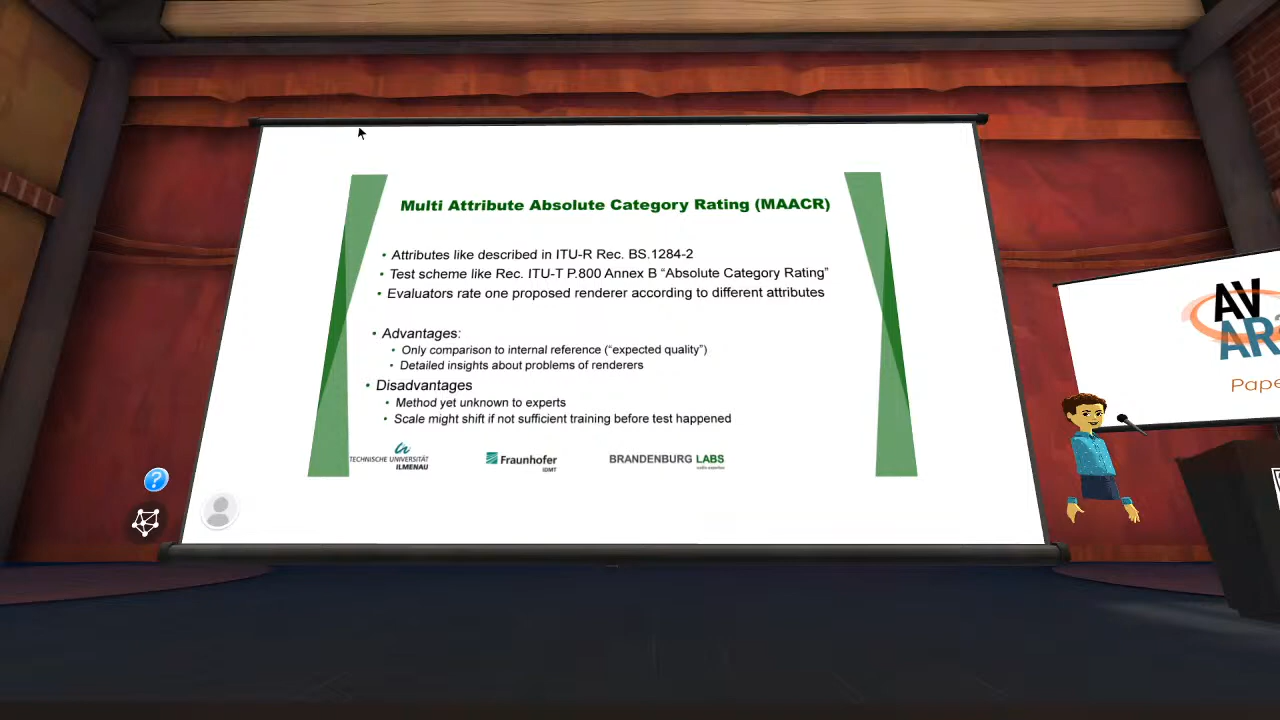 Multi Attribute Absolute Category Rating (MAACR)
• Attributes like described in ITU-R Rec. BS.1284-2
• Test scheme like Rec. ITU-T P.800 Annex B “Absolute Category Rating”
• Evaluators rate one proposed renderer according to different attributes
• Advantages:
• Only comparison to internal reference (“expected quality”)
• Detailed insights about problems of renderers
• Disadvantages
• Method yet unknown to experts
• Scale might shift if not sufficient training before test happened
TECHNISCHE UNIVERSITÄT
ILMENAU
Fraunhofer
IDMT
BRANDENBURG LABS
AV
AR
Pape
?